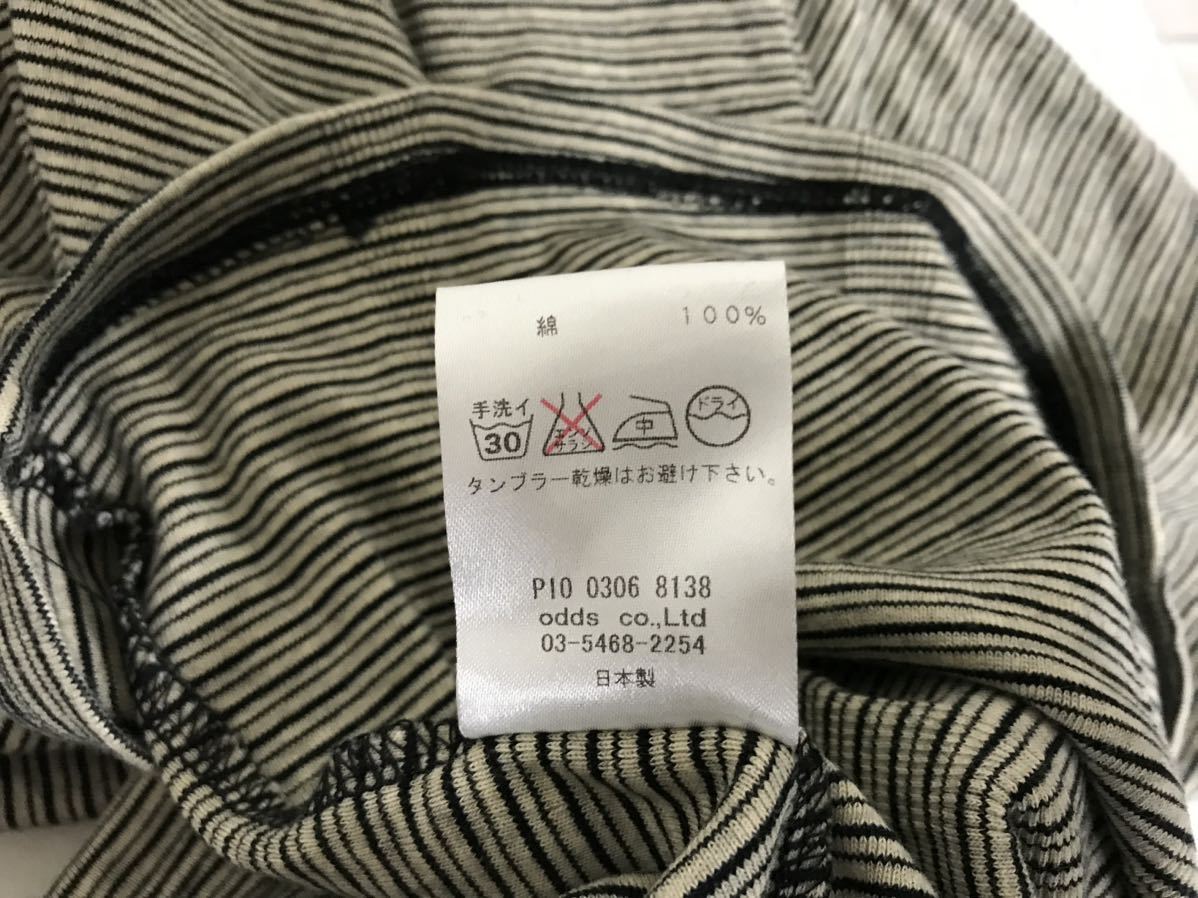 綿 100%
手洗イ
30 エンソサラシ 中 ドライ
タンブラー乾燥はお避け下さい。
P10 0306 8138
odds co.,Ltd
03-5468-2254
日本製